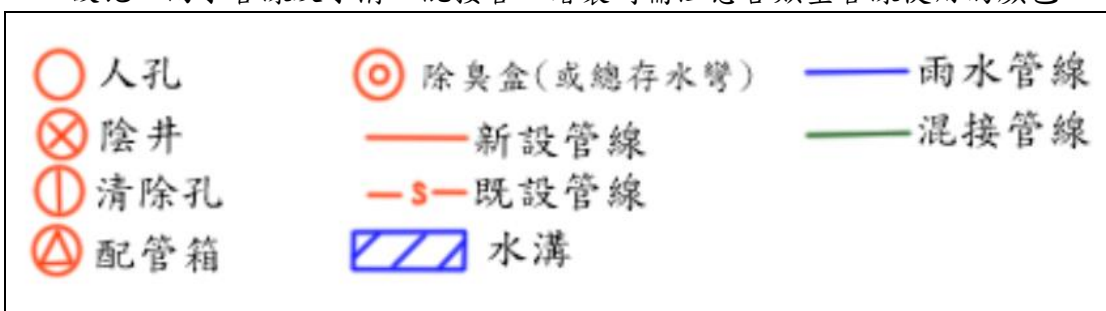 人孔
陰井
清除孔
配管箱
除臭盒(或總存水彎)
新設管線
S 既設管線
水溝
雨水管線
混接管線